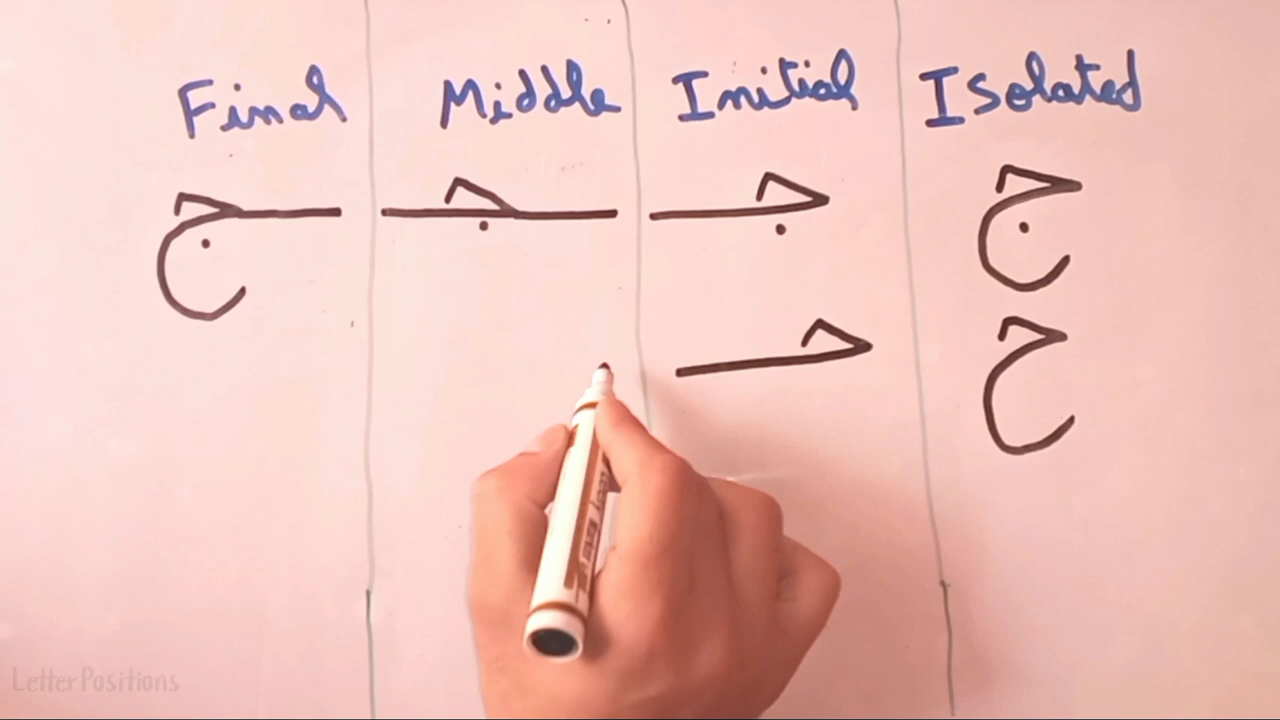 Final Middle Initial Isolated
ـج ـجـ جـ ج
حـ ح
LetterPositions